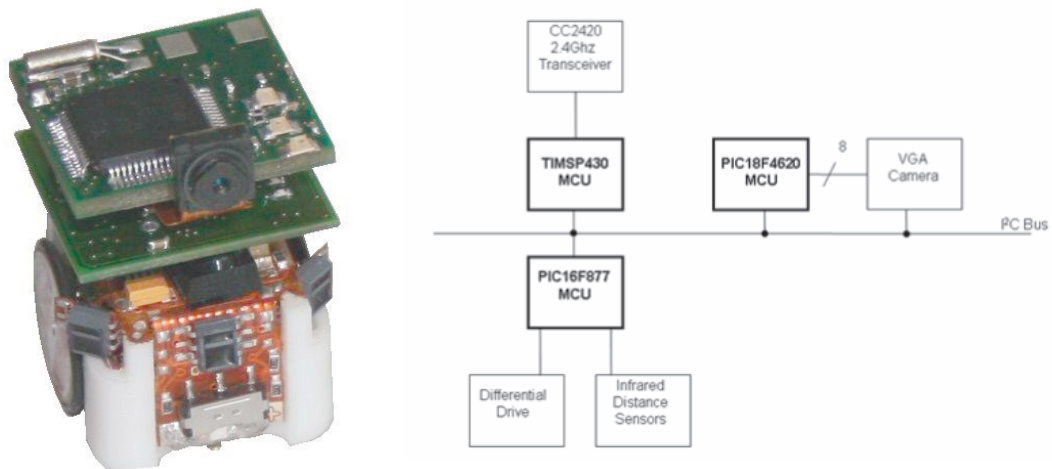 CC2420
2.4Ghz
Transceiver
TIMSP430
MCU
PIC18F4620
MCU
8
VGA
Camera
I²C Bus
PIC16F877
MCU
Differential
Drive
Infrared
Distance
Sensors